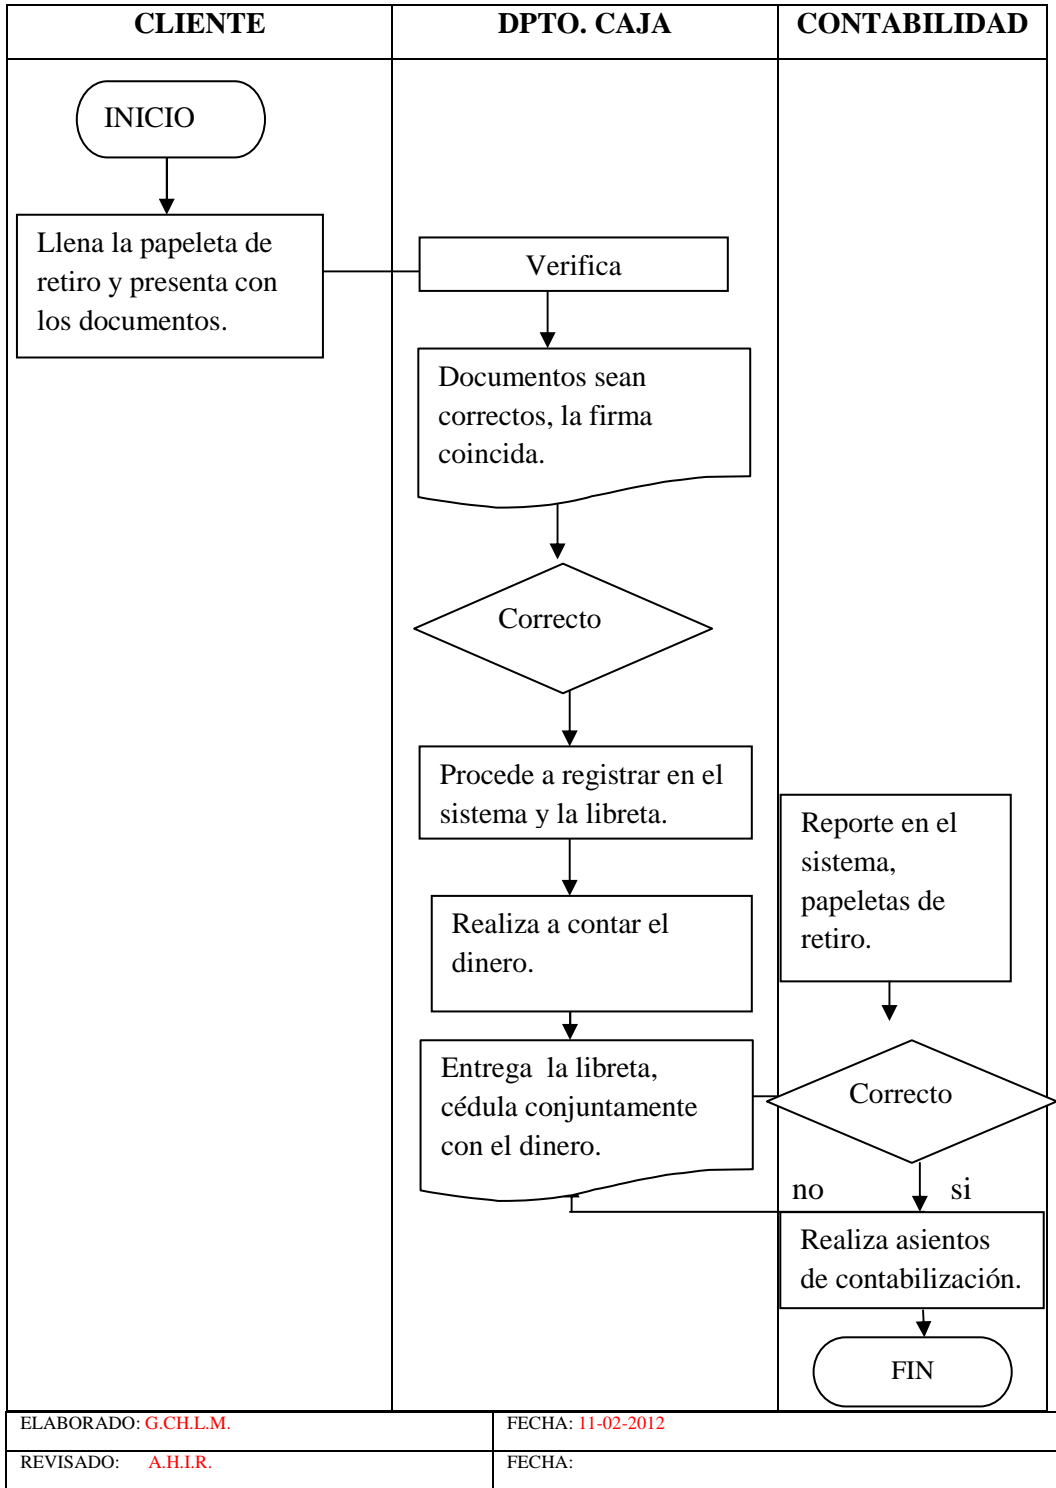 CLIENTE
DPTO. CAJA
CONTABILIDAD
INICIO
Llena la papeleta de
retiro y presenta con
los documentos.
Verifica
Documentos sean
correctos, la firma
coincida.
Correcto
Procede a registrar en el
sistema y la libreta.
Realiza a contar el
dinero.
Entrega la libreta,
cédula conjuntamente
con el dinero.
Reporte en el
sistema,
papeletas de
retiro.
Correcto
no
si
Realiza asientos
de contabilización.
FIN
ELABORADO: G.CH.L.M.
FECHA: 11-02-2012
REVISADO: A.H.I.R.
FECHA: